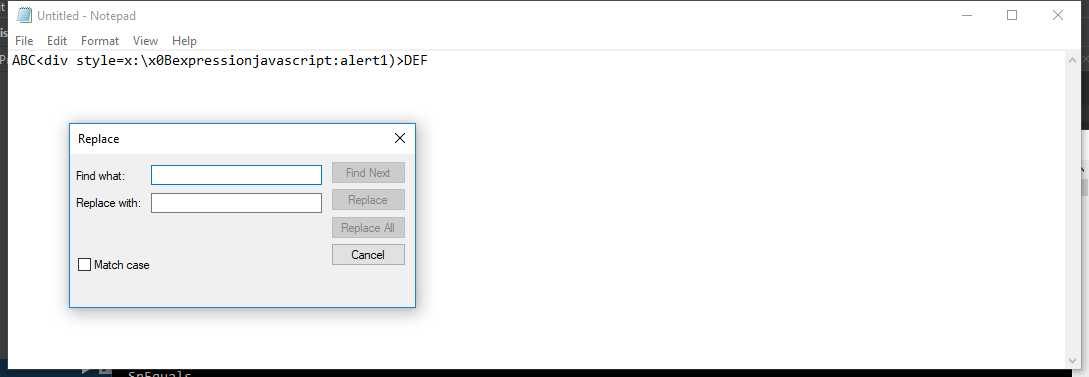 Untitled - Notepad
File Edit Format View Help
ABC<div style=x:\x0Bexpressionjavascript:alert1)>DEF
Replace
Find what:
Find Next
Replace with:
Replace
Replace All
Cancel
Match case
SpEquals